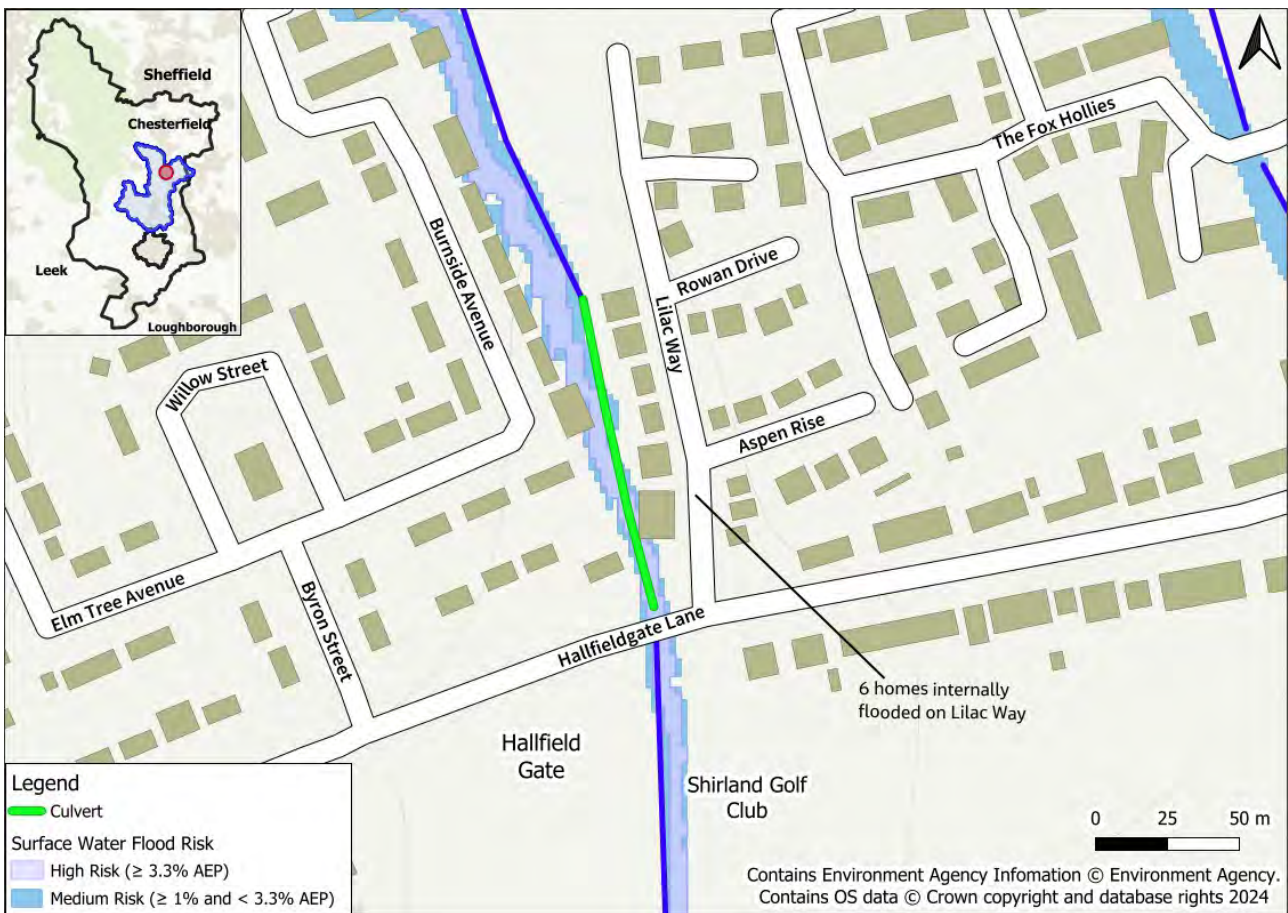 Sheffield
Chesterfield
Leek
Loughborough
The Fox Hollies
Burnside Avenue
Rowan Drive
Lilac Way
Willow Street
Aspen Rise
Elm Tree Avenue
Byron Street
Hallfieldgate Lane
6 homes internally
flooded on Lilac Way
Hallfield
Gate
Shirland Golf
Club
Legend
Culvert
Surface Water Flood Risk
High Risk (≥ 3.3% AEP)
Medium Risk (≥ 1% and < 3.3% AEP)
0 25 50 m
Contains Environment Agency Infomation © Environment Agency.
Contains OS data © Crown copyright and database rights 2024